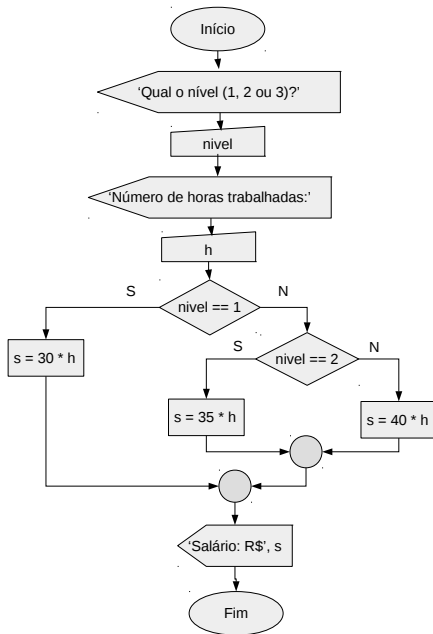 Início
‘Qual o nível (1, 2 ou 3)?’
nivel
‘Número de horas trabalhadas:’
h
S
nivel == 1
N
s = 30 * h
S
nivel == 2
N
s = 35 * h
s = 40 * h
‘Salário: R$’, s
Fim